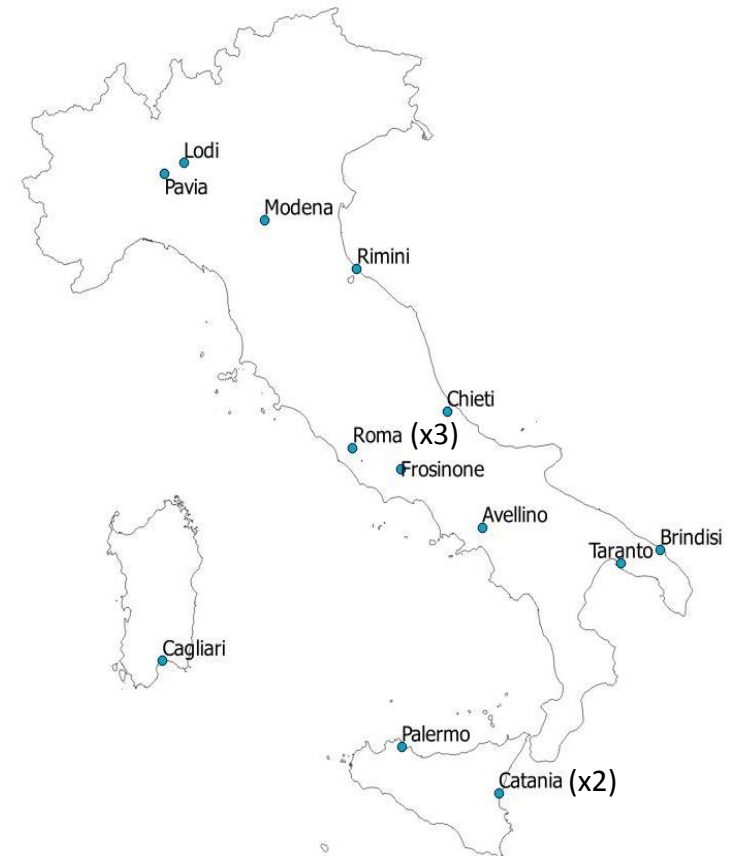 Lodi
Pavia
Modena
Rimini
Chieti
Roma (x3)
Frosinone
Avellino
Brindisi
Taranto
Cagliari
Palermo
Catania (x2)